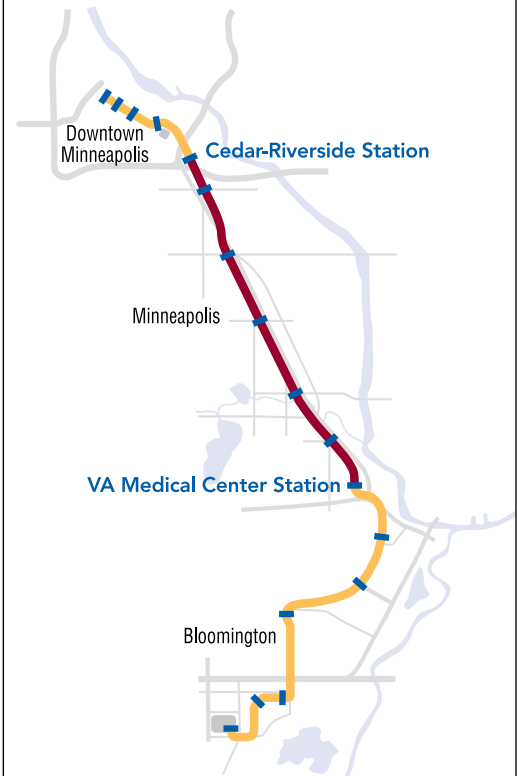 Downtown
Minneapolis
Cedar-Riverside Station
Minneapolis
VA Medical Center Station
Bloomington